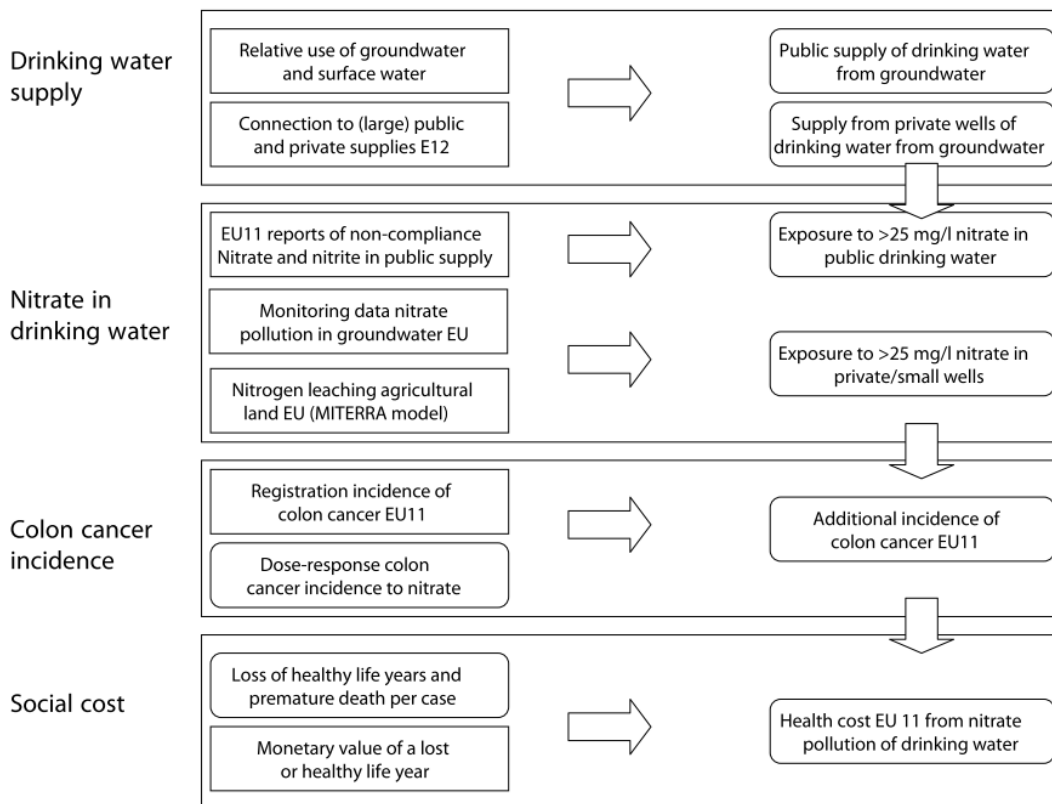 Drinking water
supply
Relative use of groundwater
and surface water
Connection to (large) public
and private supplies E12
Public supply of drinking water
from groundwater
Supply from private wells of
drinking water from groundwater
Nitrate in
drinking water
EU11 reports of non-compliance
Nitrate and nitrite in public supply
Monitoring data nitrate
pollution in groundwater EU
Nitrogen leaching agricultural
land EU (MITERRA model)
Exposure to >25 mg/l nitrate in
public drinking water
Exposure to >25 mg/l nitrate in
private/small wells
Colon cancer
incidence
Registration incidence of
colon cancer EU11
Dose-response colon
cancer incidence to nitrate
Additional incidence of
colon cancer EU11
Social cost
Loss of healthy life years and
premature death per case
Monetary value of a lost
or healthy life year
Health cost EU 11 from nitrate
pollution of drinking water